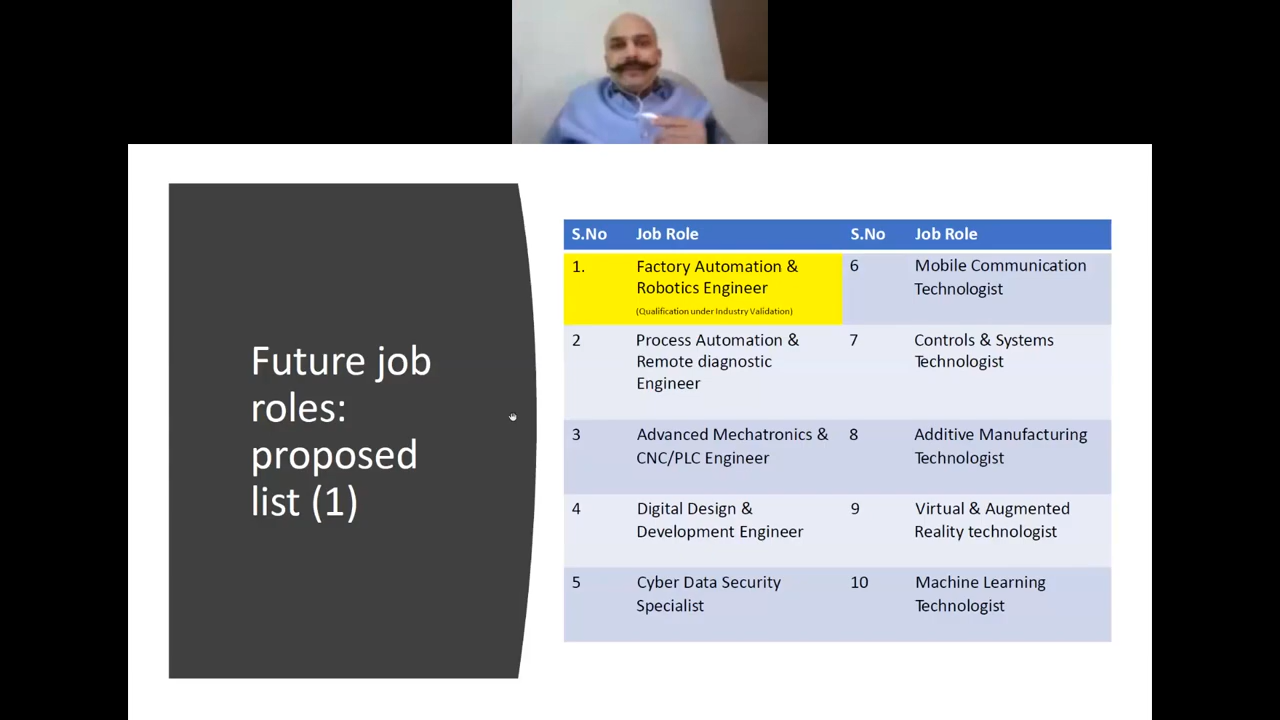 Future job
roles:
proposed
list (1)
S.No Job Role S.No Job Role
1. Factory Automation & 6 Mobile Communication
Robotics Engineer Technologist
(Qualification under Industry Validation)
2 Process Automation & 7 Controls & Systems
Remote diagnostic Technologist
Engineer
3 Advanced Mechatronics & 8 Additive Manufacturing
CNC/PLC Engineer Technologist
4 Digital Design & 9 Virtual & Augmented
Development Engineer Reality technologist
5 Cyber Data Security 10 Machine Learning
Specialist Technologist